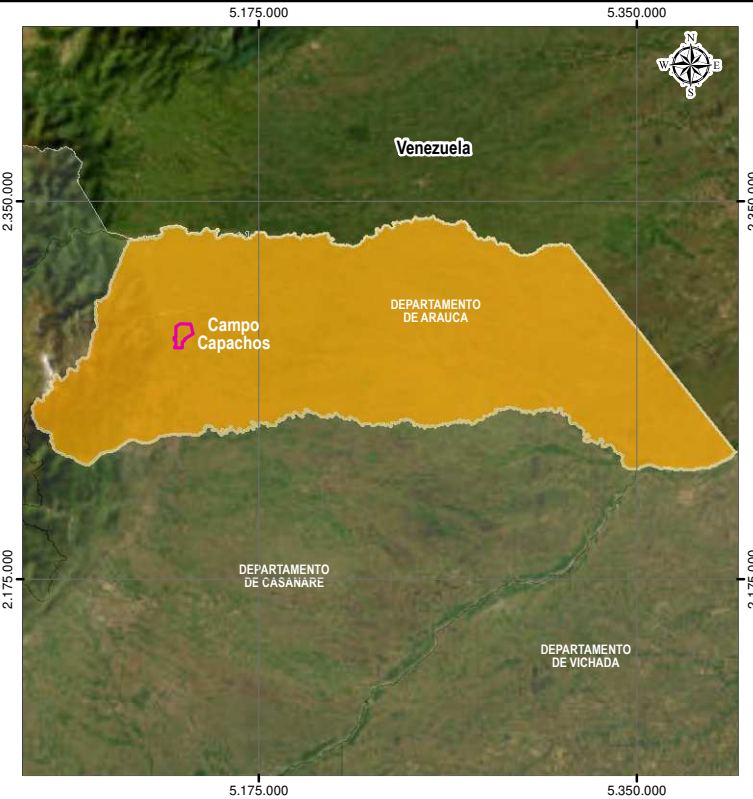 5.175.000
5.350.000
N
W
E
S
Venezuela
2.350.000
2.350.000
DEPARTAMENTO
DE ARAUCA
Campo
Capachos
2.175.000
2.175.000
DEPARTAMENTO
DE CASANARE
DEPARTAMENTO
DE VICHADA
5.175.000
5.350.000